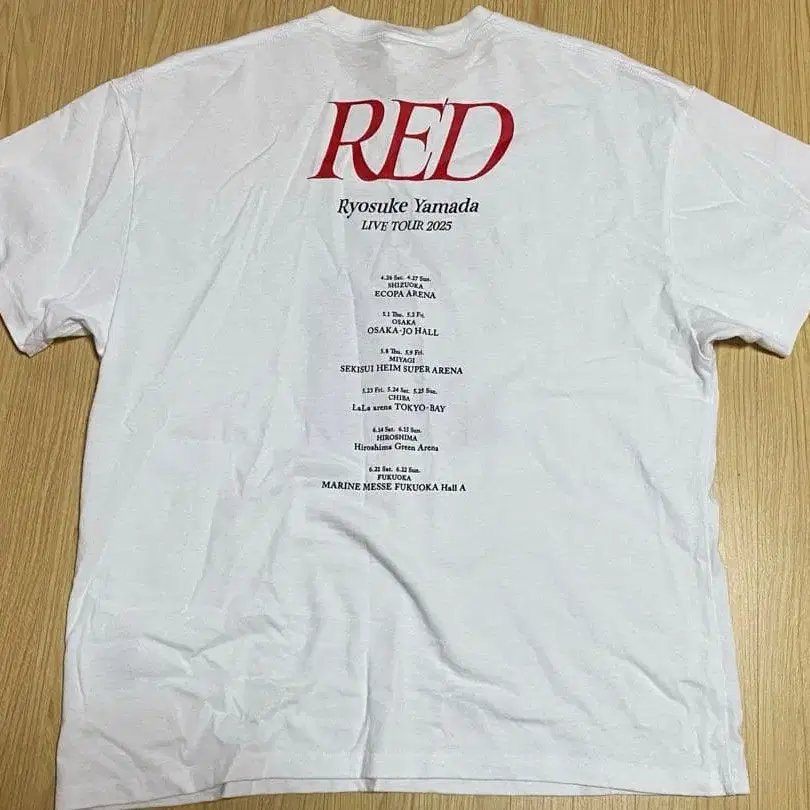 RED
Ryosuke Yamada
LIVE TOUR 2025
4.26 Sat. 4.27 Sun.
SHIZUOKA
ECOPA ARENA
5.1 Thu. 5.2 Fri.
OSAKA
OSAKA-JO HALL
5.8 Thu. 5.9 Fri.
MIYAGI
SEKISUI HEIM SUPER ARENA
5.23 Fri. 5.24 Sat. 5.25 Sun.
CHIBA
LaLa arena TOKYO-BAY
6.14 Sat. 6.15 Sun.
HIROSHIMA
Hiroshima Green Arena
6.21 Sat. 6.22 Sun.
FUKUOKA
MARINE MESSE FUKUOKA Hall A